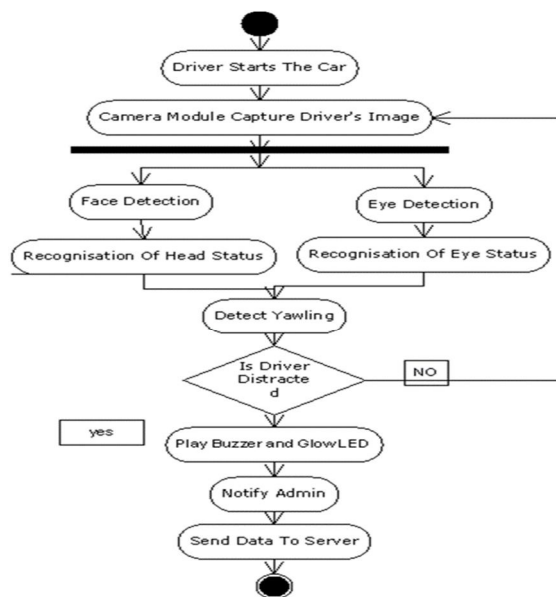 Driver Starts The Car
Camera Module Capture Driver's Image
Face Detection
Eye Detection
Recognisation Of Head Status
Recognisation Of Eye Status
Detect Yawling
Is Driver
Distracte
d
NO
yes
Play Buzzer and GlowLED
Notify Admin
Send Data To Server